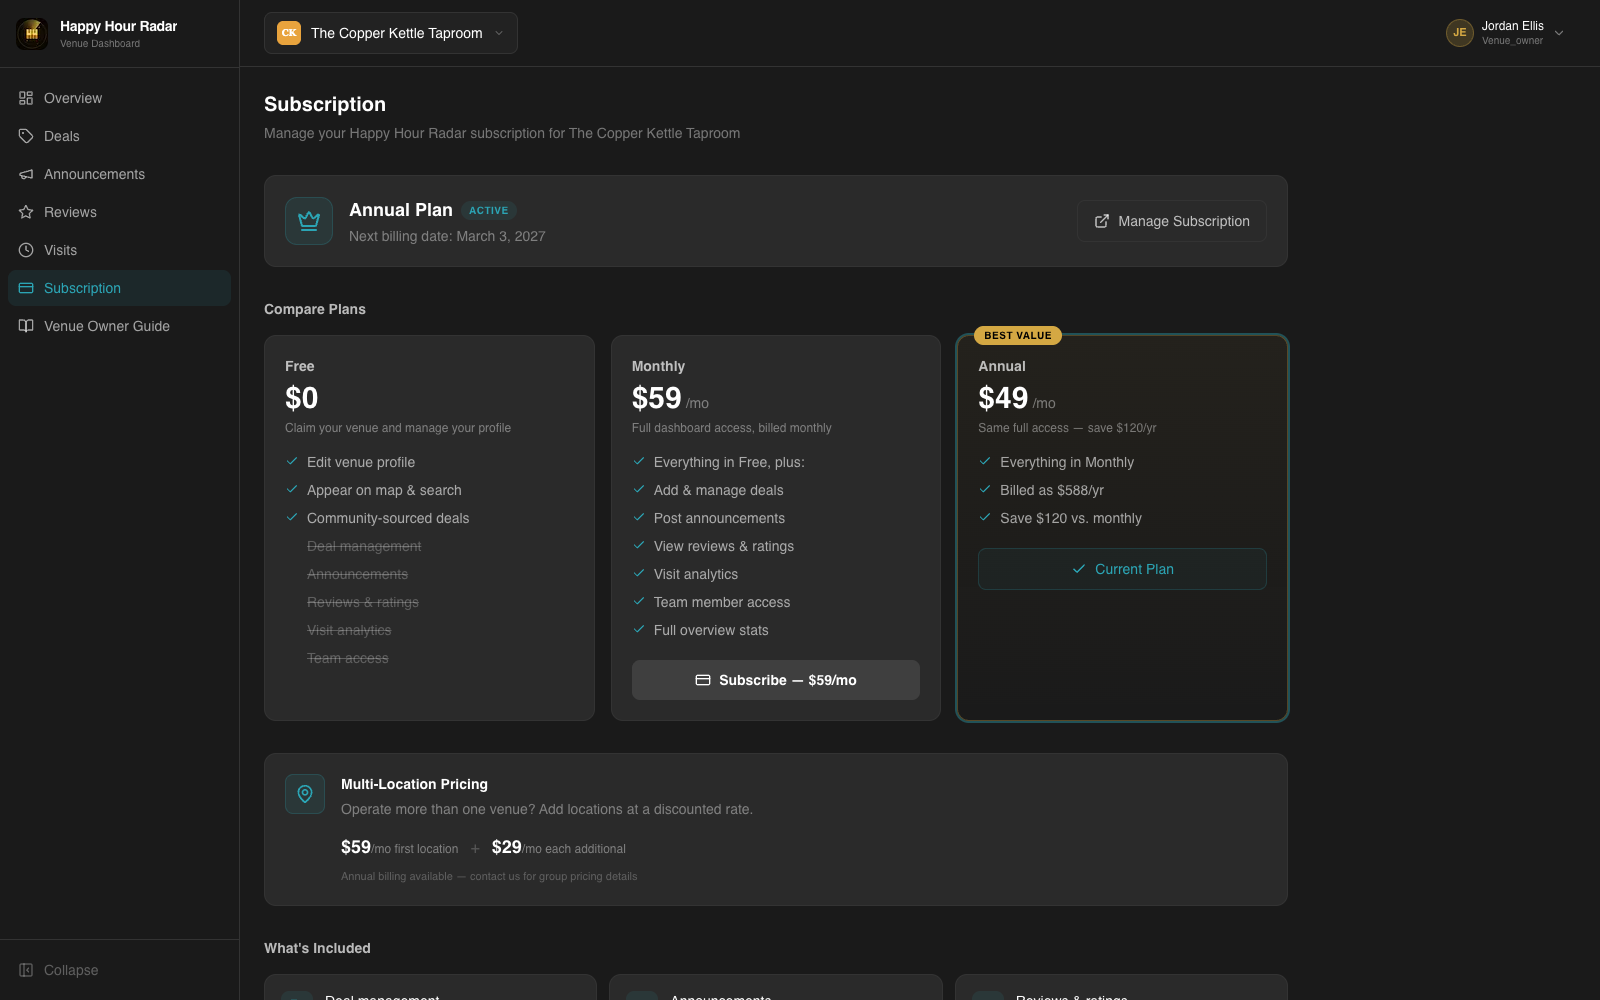 Happy Hour Radar
Venue Dashboard
CK
The Copper Kettle Taproom
JE
Jordan Ellis
Venue_owner
Overview
Deals
Announcements
Reviews
Visits
Subscription
Venue Owner Guide
Collapse
Subscription
Manage your Happy Hour Radar subscription for The Copper Kettle Taproom
Annual Plan ACTIVE
Next billing date: March 3, 2027
Manage Subscription
Compare Plans
Free
$0
Claim your venue and manage your profile
Edit venue profile
Appear on map & search
Community-sourced deals
Deal management
Announcements
Reviews & ratings
Visit analytics
Team access
Monthly
$59 /mo
Full dashboard access, billed monthly
Everything in Free, plus:
Add & manage deals
Post announcements
View reviews & ratings
Visit analytics
Team member access
Full overview stats
Subscribe — $59/mo
BEST VALUE
Annual
$49 /mo
Same full access — save $120/yr
Everything in Monthly
Billed as $588/yr
Save $120 vs. monthly
Current Plan
Multi-Location Pricing
Operate more than one venue? Add locations at a discounted rate.
$59/mo first location + $29/mo each additional
Annual billing available — contact us for group pricing details
What's Included
Deal management
Announcements
Reviews & ratings